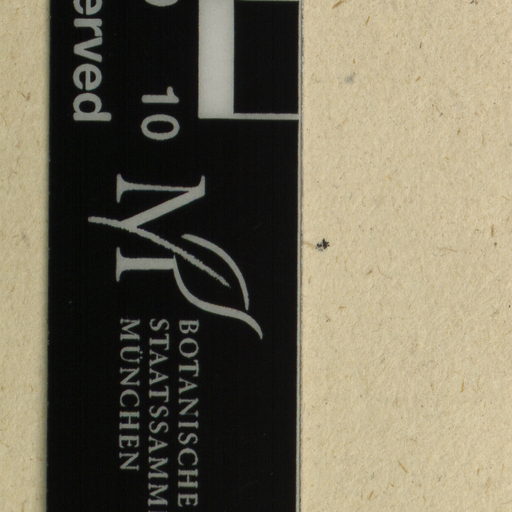 erved
10
M
BOTANISCHE
STAATSSAMM
MÜNCHEN